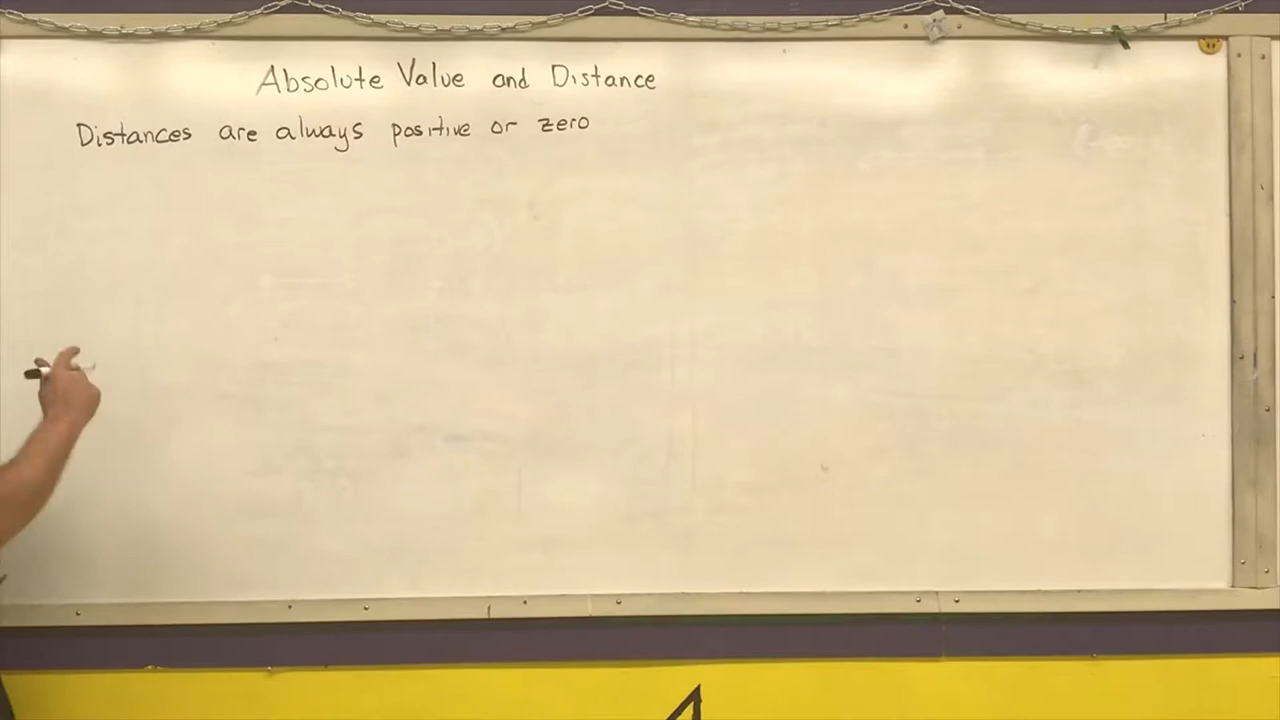 Absolute Value and Distance
Distances are always positive or zero